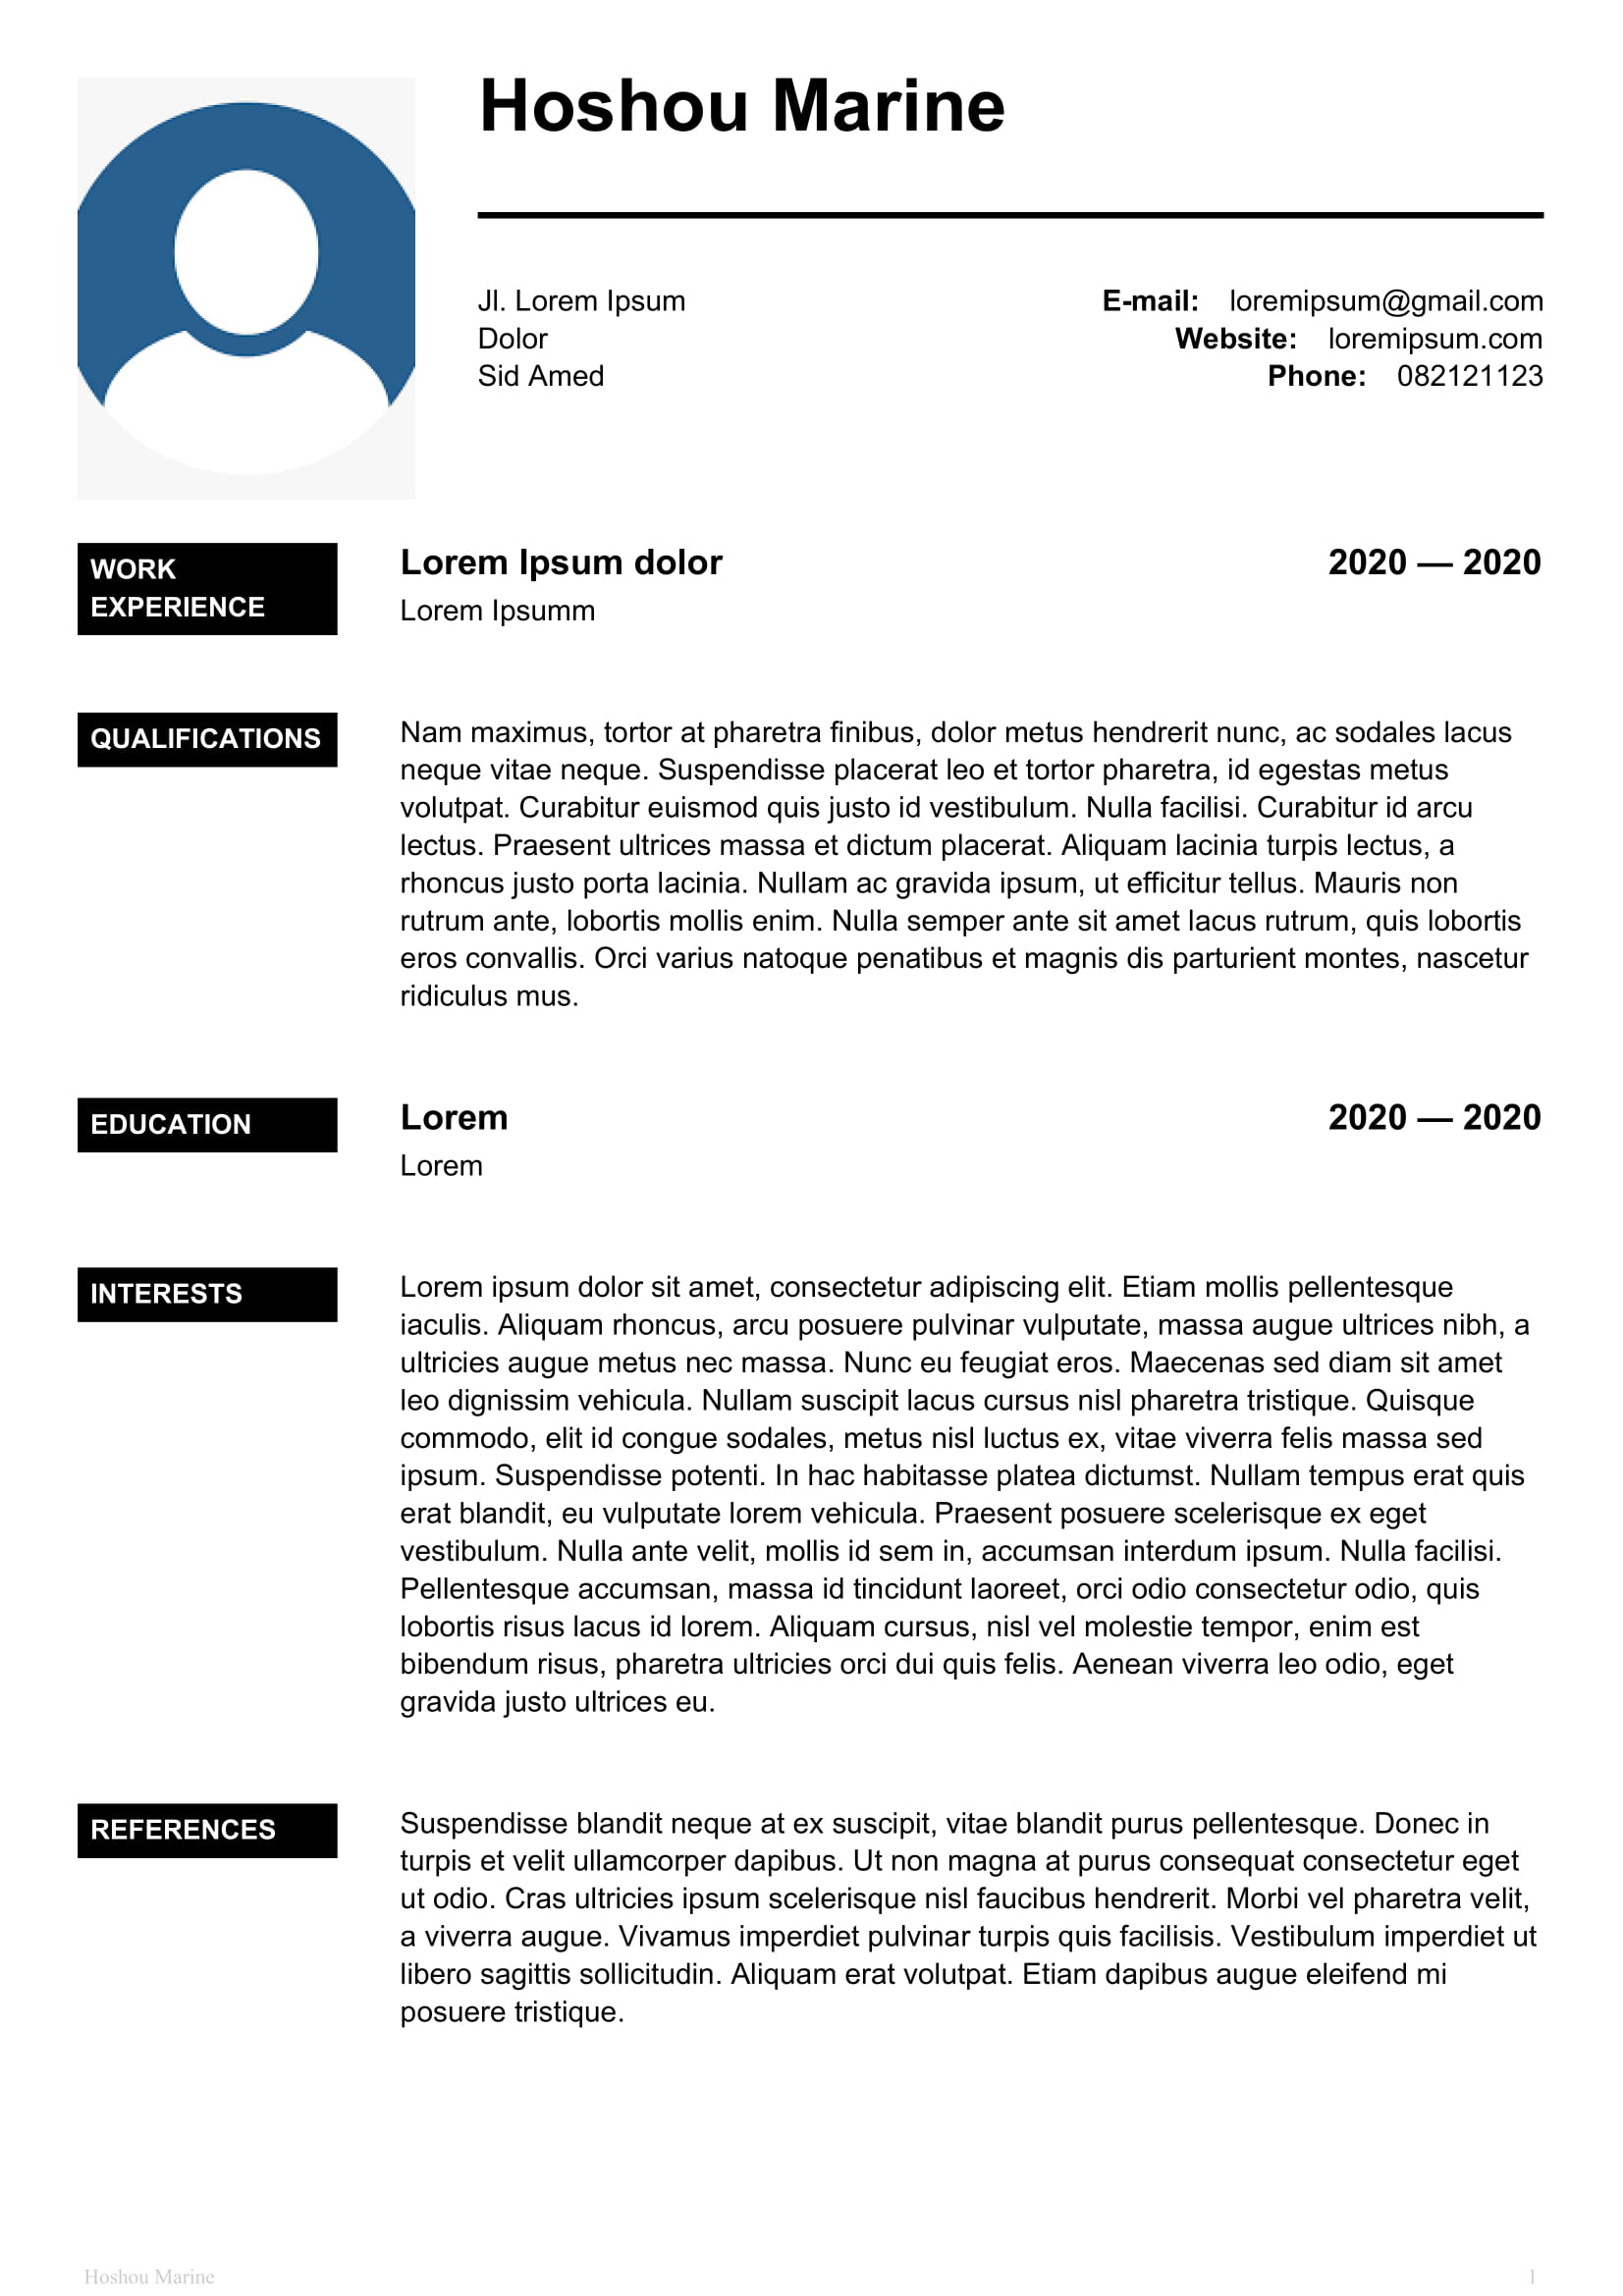 Hoshou Marine
Jl. Lorem Ipsum
Dolor
Sid Amed
E-mail: loremipsum@gmail.com
Website: loremipsum.com
Phone: 082121123
WORK
EXPERIENCE
Lorem Ipsum dolor 2020 — 2020
Lorem Ipsumm
QUALIFICATIONS
Nam maximus, tortor at pharetra finibus, dolor metus hendrerit nunc, ac sodales lacus
neque vitae neque. Suspendisse placerat leo et tortor pharetra, id egestas metus
volutpat. Curabitur euismod quis justo id vestibulum. Nulla facilisi. Curabitur id arcu
lectus. Praesent ultrices massa et dictum placerat. Aliquam lacinia turpis lectus, a
rhoncus justo porta lacinia. Nullam ac gravida ipsum, ut efficitur tellus. Mauris non
rutrum ante, lobortis mollis enim. Nulla semper ante sit amet lacus rutrum, quis lobortis
eros convallis. Orci varius natoque penatibus et magnis dis parturient montes, nascetur
ridiculus mus.
EDUCATION
Lorem 2020 — 2020
Lorem
INTERESTS
Lorem ipsum dolor sit amet, consectetur adipiscing elit. Etiam mollis pellentesque
iaculis. Aliquam rhoncus, arcu posuere pulvinar vulputate, massa augue ultrices nibh, a
ultricies augue metus nec massa. Nunc eu feugiat eros. Maecenas sed diam sit amet
leo dignissim vehicula. Nullam suscipit lacus cursus nisl pharetra tristique. Quisque
commodo, elit id congue sodales, metus nisl luctus ex, vitae viverra felis massa sed
ipsum. Suspendisse potenti. In hac habitasse platea dictumst. Nullam tempus erat quis
erat blandit, eu vulputate lorem vehicula. Praesent posuere scelerisque ex eget
vestibulum. Nulla ante velit, mollis id sem in, accumsan interdum ipsum. Nulla facilisi.
Pellentesque accumsan, massa id tincidunt laoreet, orci odio consectetur odio, quis
lobortis risus lacus id lorem. Aliquam cursus, nisl vel molestie tempor, enim est
bibendum risus, pharetra ultricies orci dui quis felis. Aenean viverra leo odio, eget
gravida justo ultrices eu.
REFERENCES
Suspendisse blandit neque at ex suscipit, vitae blandit purus pellentesque. Donec in
turpis et velit ullamcorper dapibus. Ut non magna at purus consequat consectetur eget
ut odio. Cras ultricies ipsum scelerisque nisl faucibus hendrerit. Morbi vel pharetra velit,
a viverra augue. Vivamus imperdiet pulvinar turpis quis facilisis. Vestibulum imperdiet ut
libero sagittis sollicitudin. Aliquam erat volutpat. Etiam dapibus augue eleifend mi
posuere tristique.
Hoshou Marine 1